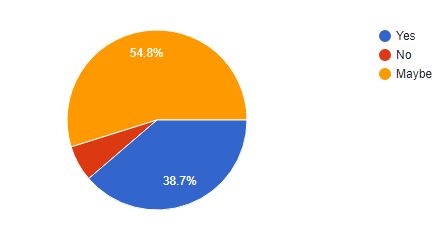 Yes
No
Maybe
54.8%
38.7%